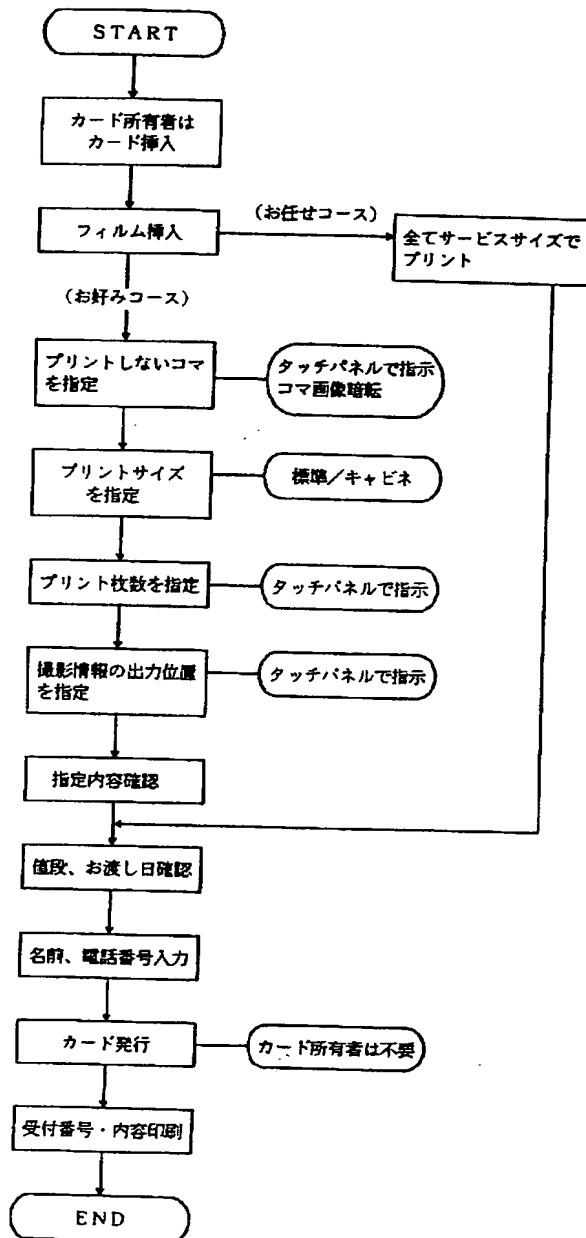 START
カード所有者は
カード挿入
(お任せコース)
フィルム挿入
全てサービスサイズで
プリント
(お好みコース)
プリントしないコマ
を指定
タッチパネルで指示
コマ画像暗転
プリントサイズ
を指定
標準/キャビネ
プリント枚数を指定
タッチパネルで指示
撮影情報の出力位置
を指定
タッチパネルで指示
指定内容確認
値段、お渡し日確認
名前、電話番号入力
カード発行
カード所有者は不要
受付番号・内容印刷
END